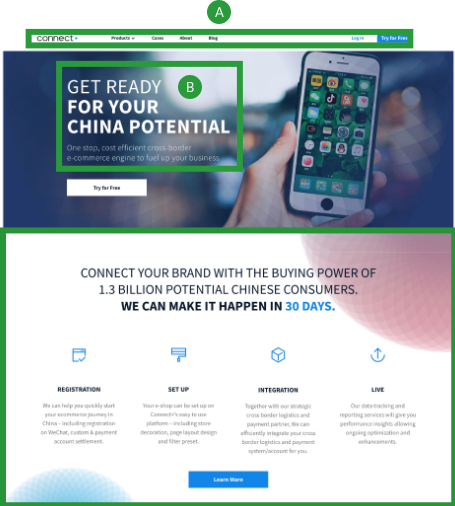 A
connect+ Products Cases About Blog Log In Try for Free
GET READY B
FOR YOUR
CHINA POTENTIAL
One stop, cost efficient cross-border
e-commerce engine to fuel up your business
Try for Free
CONNECT YOUR BRAND WITH THE BUYING POWER OF
1.3 BILLION POTENTIAL CHINESE CONSUMERS.
WE CAN MAKE IT HAPPEN IN 30 DAYS.
REGISTRATION
We can help you quickly start
your ecommerce journey in
China - including registration
on WeChat, custom & payment
account settlement.
SET UP
Your e-shop can be set up on
Connect+'s easy to use
platform - including store
decoration, page layout design
and filter preset.
INTEGRATION
Together with our strategic
cross border logistics and
payment partner, We can
efficiently integrate your cross
border logistics and payment
system/account for you.
LIVE
Our data-tracking and
reporting services will give you
performance insights allowing
ongoing optimization and
enhancements.
Learn More